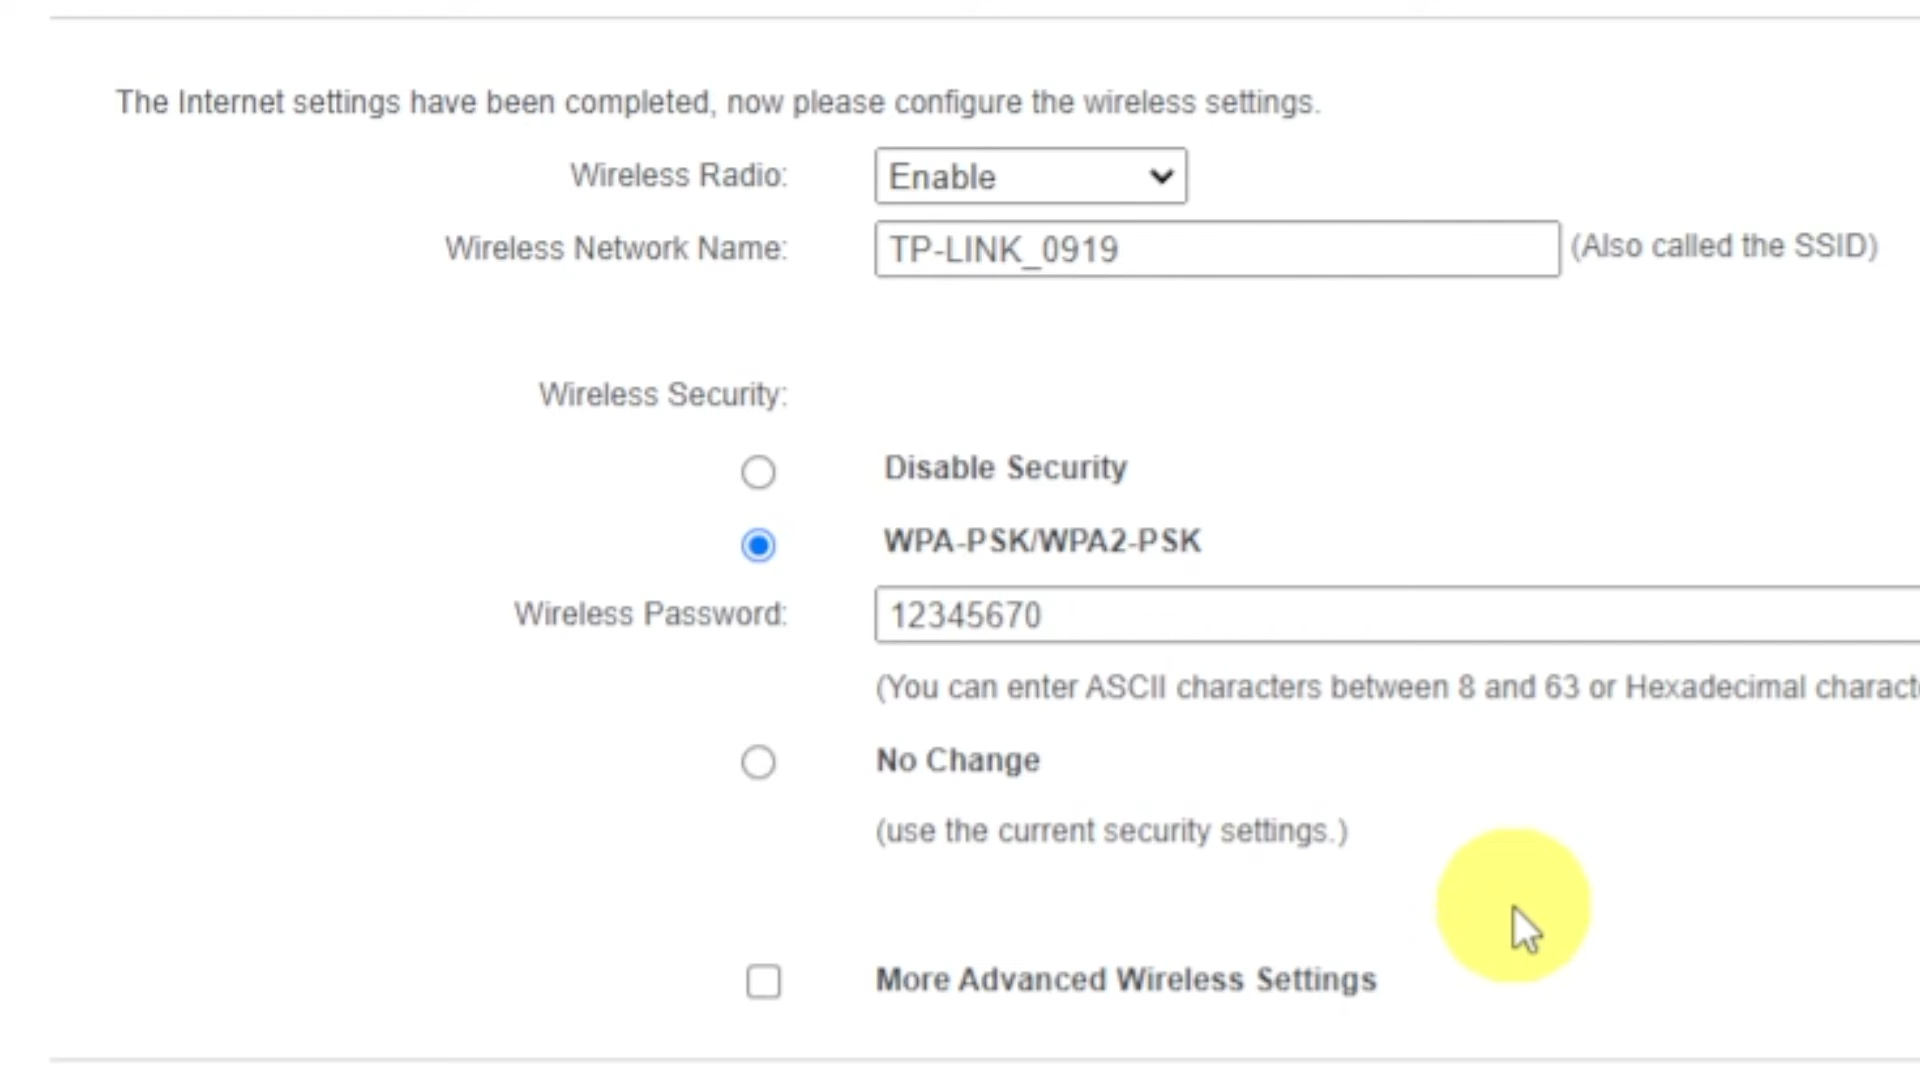 The Internet settings have been completed, now please configure the wireless settings.
Wireless Radio: Enable
Wireless Network Name: TP-LINK_0919 (Also called the SSID)
Wireless Security:
Disable Security
WPA-PSK/WPA2-PSK
Wireless Password: 12345670
(You can enter ASCII characters between 8 and 63 or Hexadecimal
No Change
(use the current security settings.)
More Advanced Wireless Settings